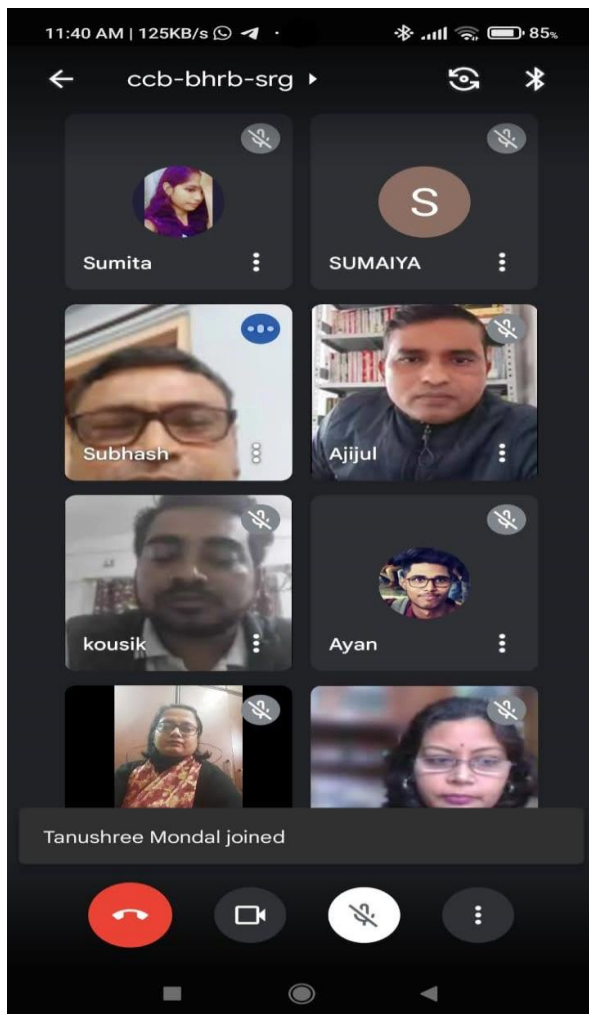 11:40 AM | 125KB/s 85%
ccb-bhrb-srg
S
Sumita SUMAIYA
Subhash Ajijul
kousik Ayan
Tanushree Mondal joined